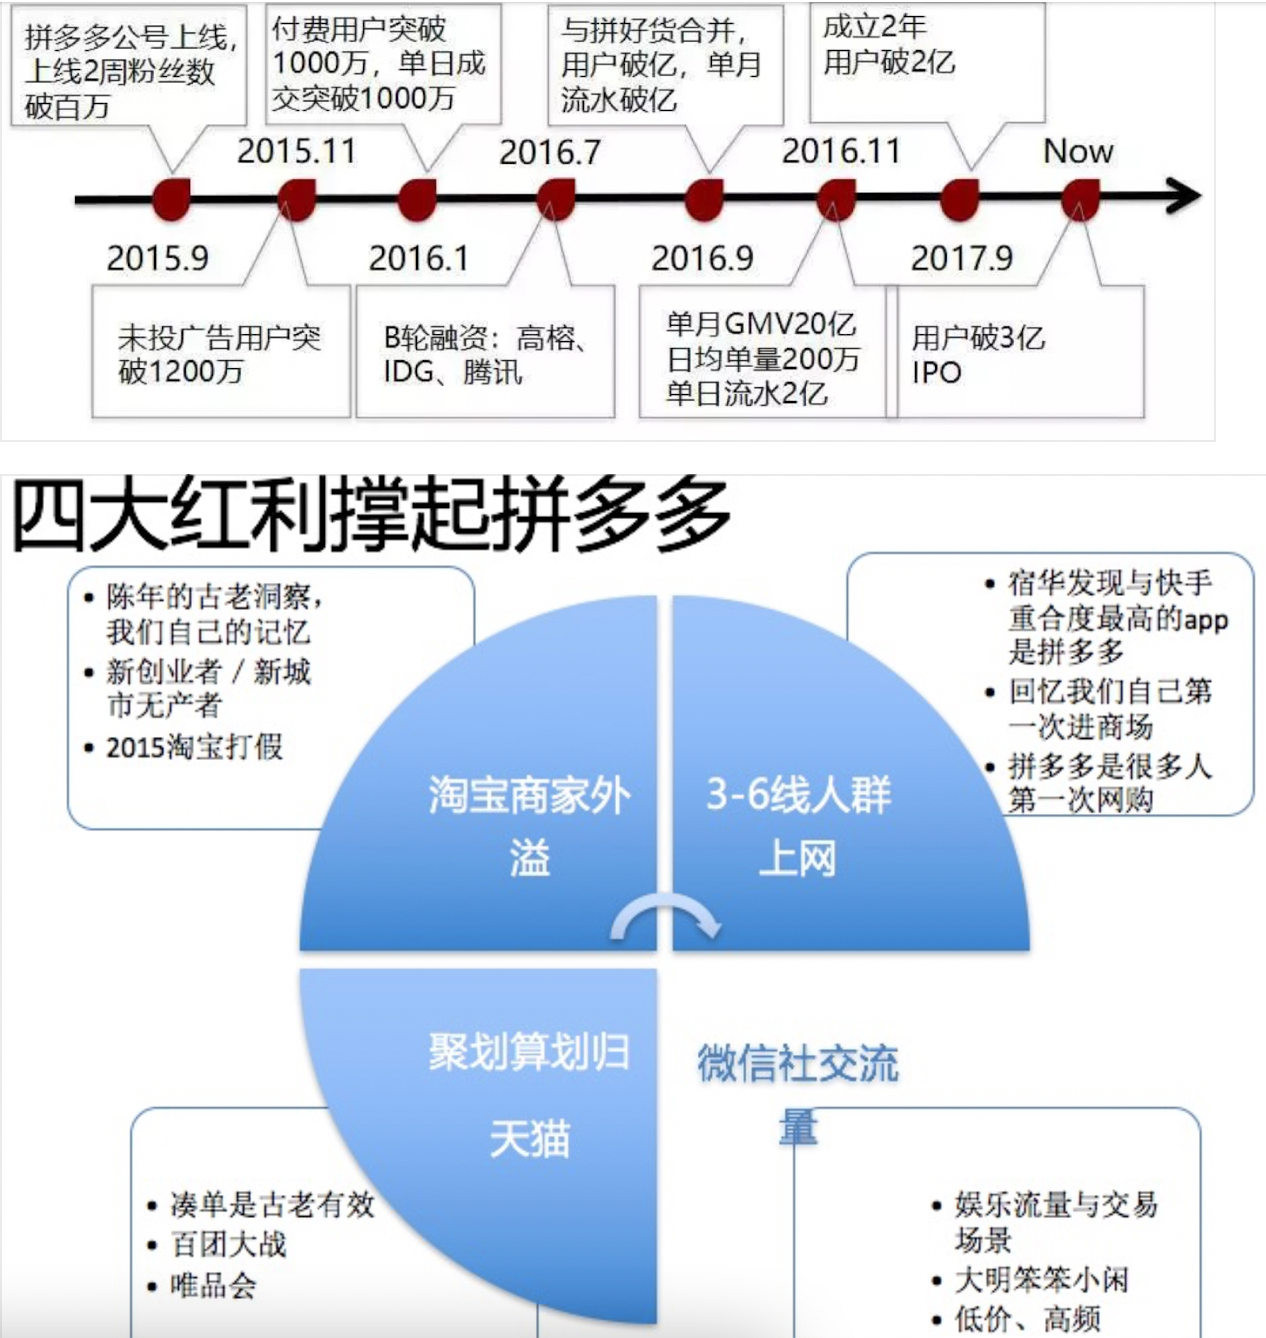 拼多多公号上线，
上线2周粉丝数
破百万
付费用户突破
1000万，单日成
交突破1000万
与拼好货合并，
用户破亿，单月
流水破亿
成立2年
用户破2亿
2015.11
2016.7
2016.11
Now
2015.9
2016.1
2016.9
2017.9
未投广告用户突
破1200万
B轮融资：高榕、
IDG、腾讯
单月GMV20亿
日均单量200万
单日流水2亿
用户破3亿
IPO
四大红利撑起拼多多
• 陈年的古老洞察，
我们自己的记忆
• 新创业者 / 新城
市无产者
• 2015淘宝打假
• 宿华发现与快手
重合度最高的app
是拼多多
• 回忆我们自己第
一次进商场
• 拼多多是很多人
第一次网购
淘宝商家外
溢
3-6线人群
上网
聚划算划归
天猫
微信社交流
量
• 凑单是古老有效
• 百团大战
• 唯品会
• 娱乐流量与交易
场景
• 大明笨笨小闲
• 低价、高频